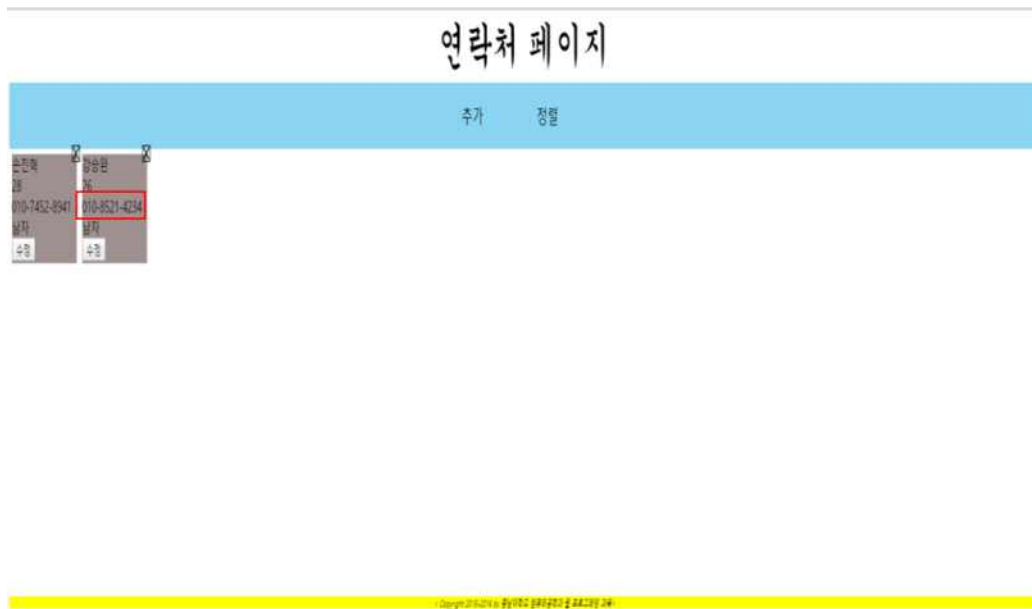 연락처 페이지
추가 정렬
손진혁
28
010-7452-8941
남자
수정
강승원
26
010-8521-4234
남자
수정